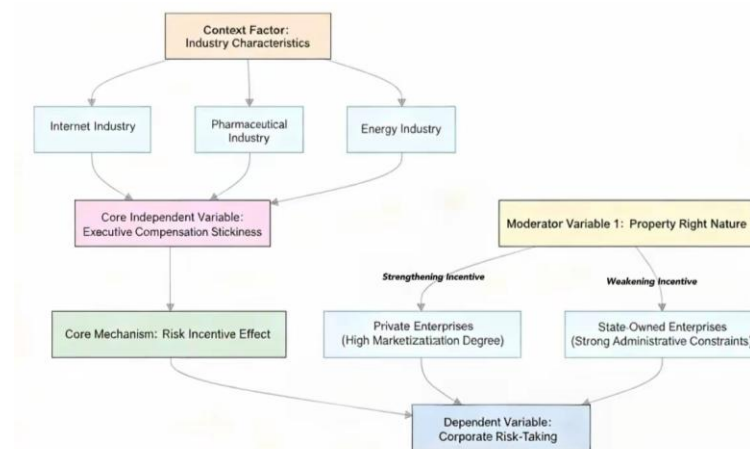 Context Factor:
Industry Characteristics
Internet Industry
Pharmaceutical
Industry
Energy Industry
Core Independent Variable:
Executive Compensation Stickiness
Moderator Variable 1: Property Right Nature
Strengthening Incentive
Weakening Incentive
Core Mechanism: Risk Incentive Effect
Private Enterprises
(High Marketizatiation Degree)
State-Owned Enterprises
(Strong Administrative Constraints)
Dependent Variable:
Corporate Risk-Taking